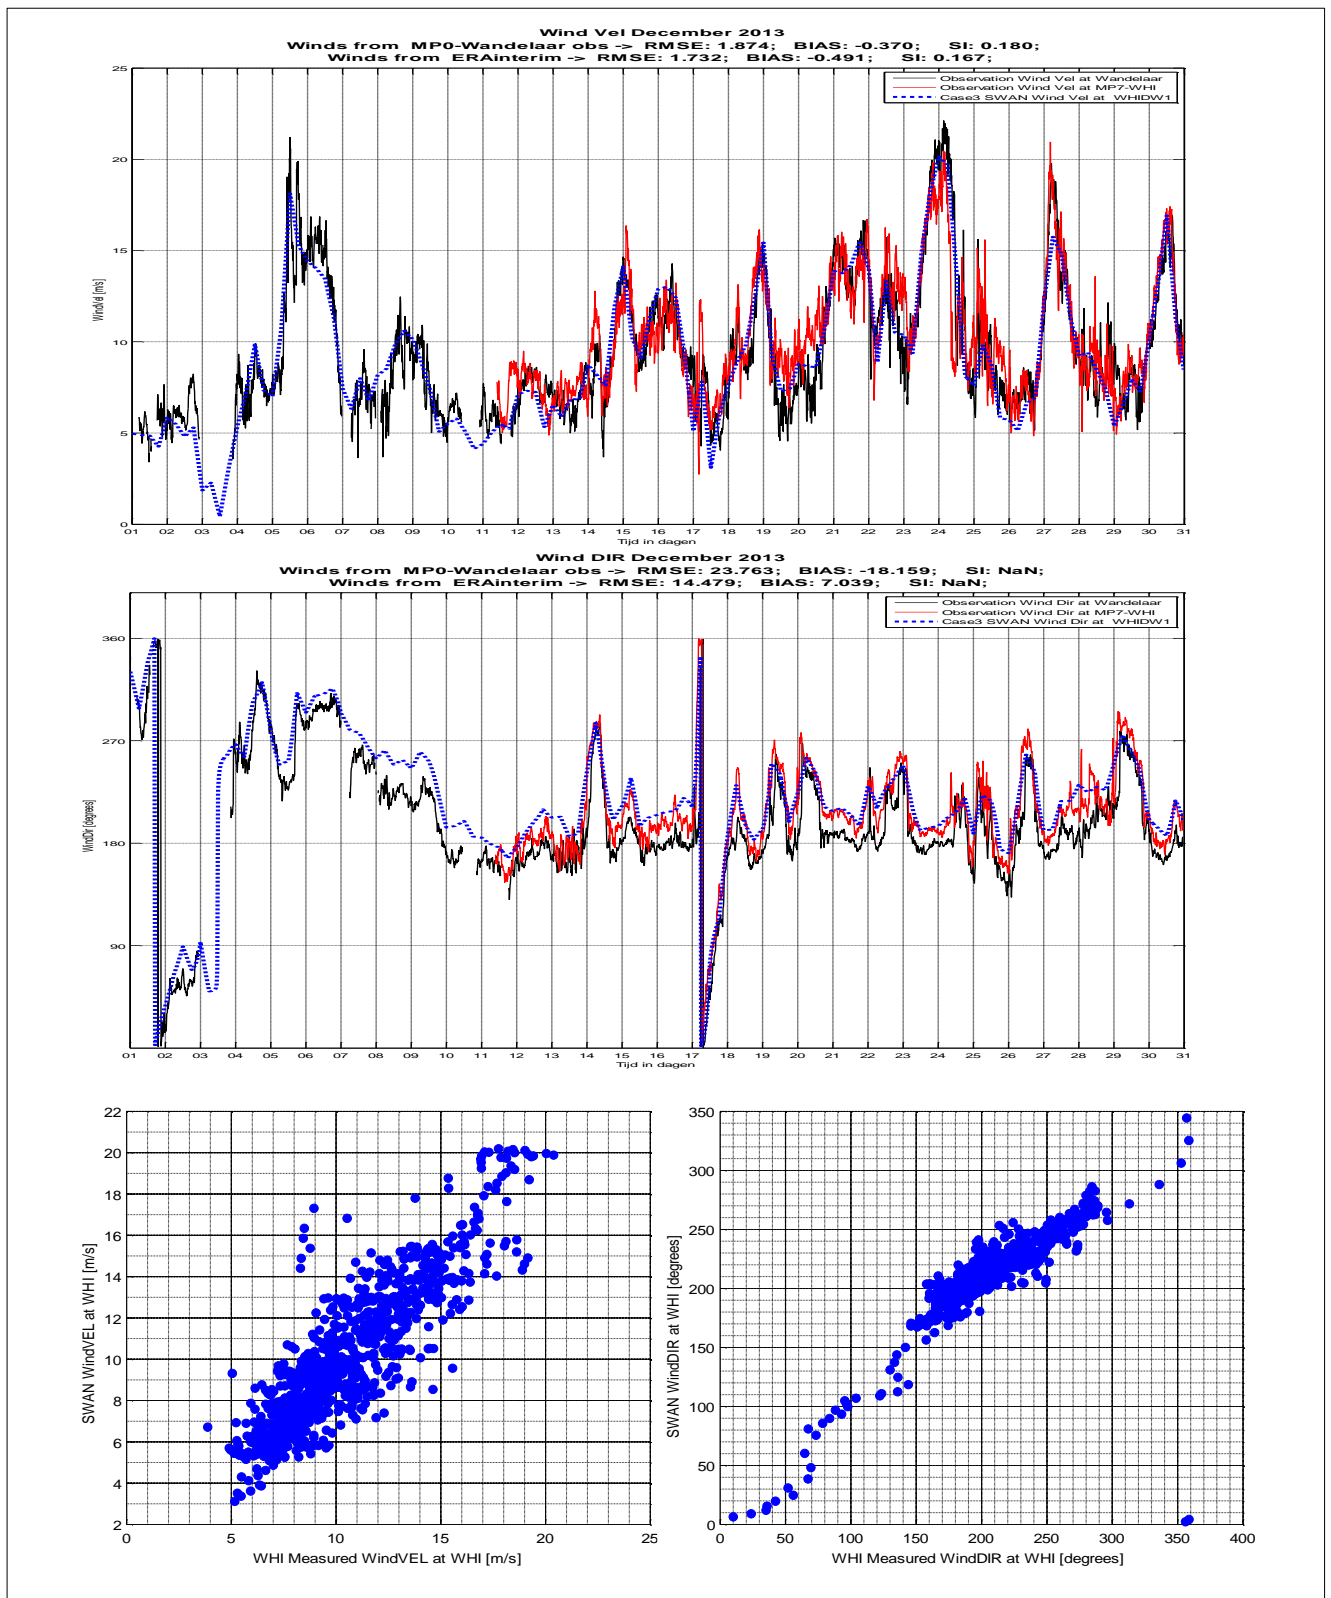 Wind Vel December 2013
Winds from MP0-Wandelaar obs -> RMSE: 1.874; BIAS: -0.370; SI: 0.180;
Winds from ERAinterim -> RMSE: 1.732; BIAS: -0.491; SI: 0.167;
Observation Wind Vel at Wandelaar
Observation Wind Vel at MP7-WHI
Case3 SWAN Wind Vel at WHIDW1
25
20
15
10
5
0
WindVel [m/s]
01 02 03 04 05 06 07 08 09 10 11 12 13 14 15 16 17 18 19 20 21 22 23 24 25 26 27 28 29 30 31
Tijd in dagen
Wind DIR December 2013
Winds from MP0-Wandelaar obs -> RMSE: 23.763; BIAS: -18.159; SI: NaN;
Winds from ERAinterim -> RMSE: 14.479; BIAS: 7.039; SI: NaN;
Observation Wind Dir at Wandelaar
Observation Wind Dir at MP7-WHI
Case3 SWAN Wind Dir at WHIDW1
360
270
180
90
WindDir [degrees]
01 02 03 04 05 06 07 08 09 10 11 12 13 14 15 16 17 18 19 20 21 22 23 24 25 26 27 28 29 30 31
Tijd in dagen
22
20
18
16
14
12
10
8
6
4
2
SWAN WindVEL at WHI [m/s]
0 5 10 15 20 25
WHI Measured WindVEL at WHI [m/s]
350
300
250
200
150
100
50
0
SWAN WindDIR at WHI [degrees]
0 50 100 150 200 250 300 350 400
WHI Measured WindDIR at WHI [degrees]